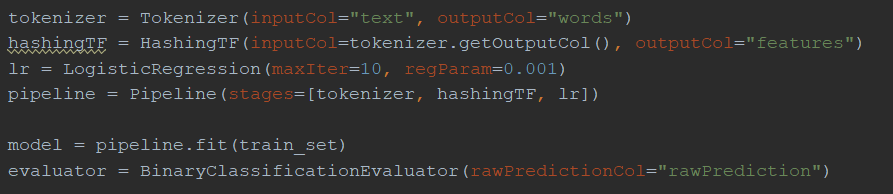 tokenizer = Tokenizer(inputCol="text", outputCol="words")
hashingTF = HashingTF(inputCol=tokenizer.getOutputCol(), outputCol="features")
lr = LogisticRegression(maxIter=10, regParam=0.001)
pipeline = Pipeline(stages=[tokenizer, hashingTF, lr])
model = pipeline.fit(train_set)
evaluator = BinaryClassificationEvaluator(rawPredictionCol="rawPrediction")